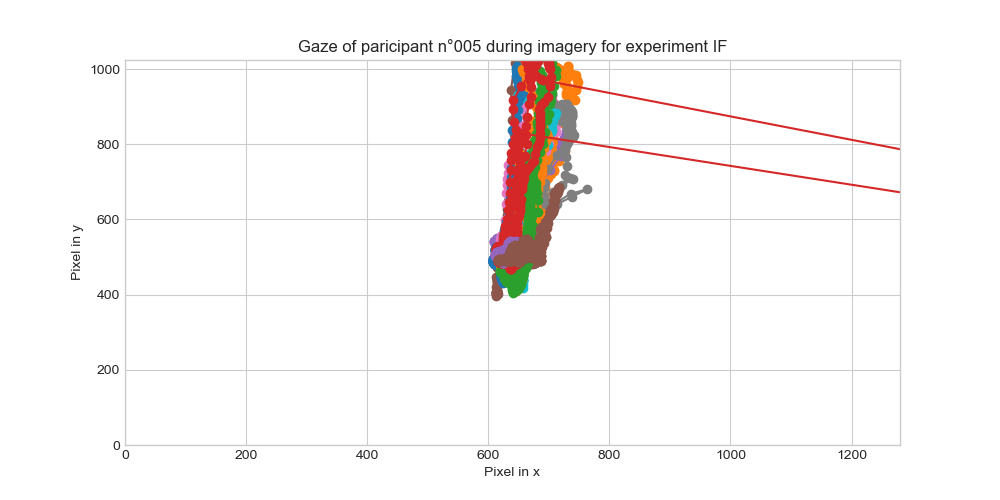 Gaze of paricipant n°005 during imagery for experiment IF
1000
800
600
400
200
0
Pixel in y
0 200 400 600 800 1000 1200
Pixel in x